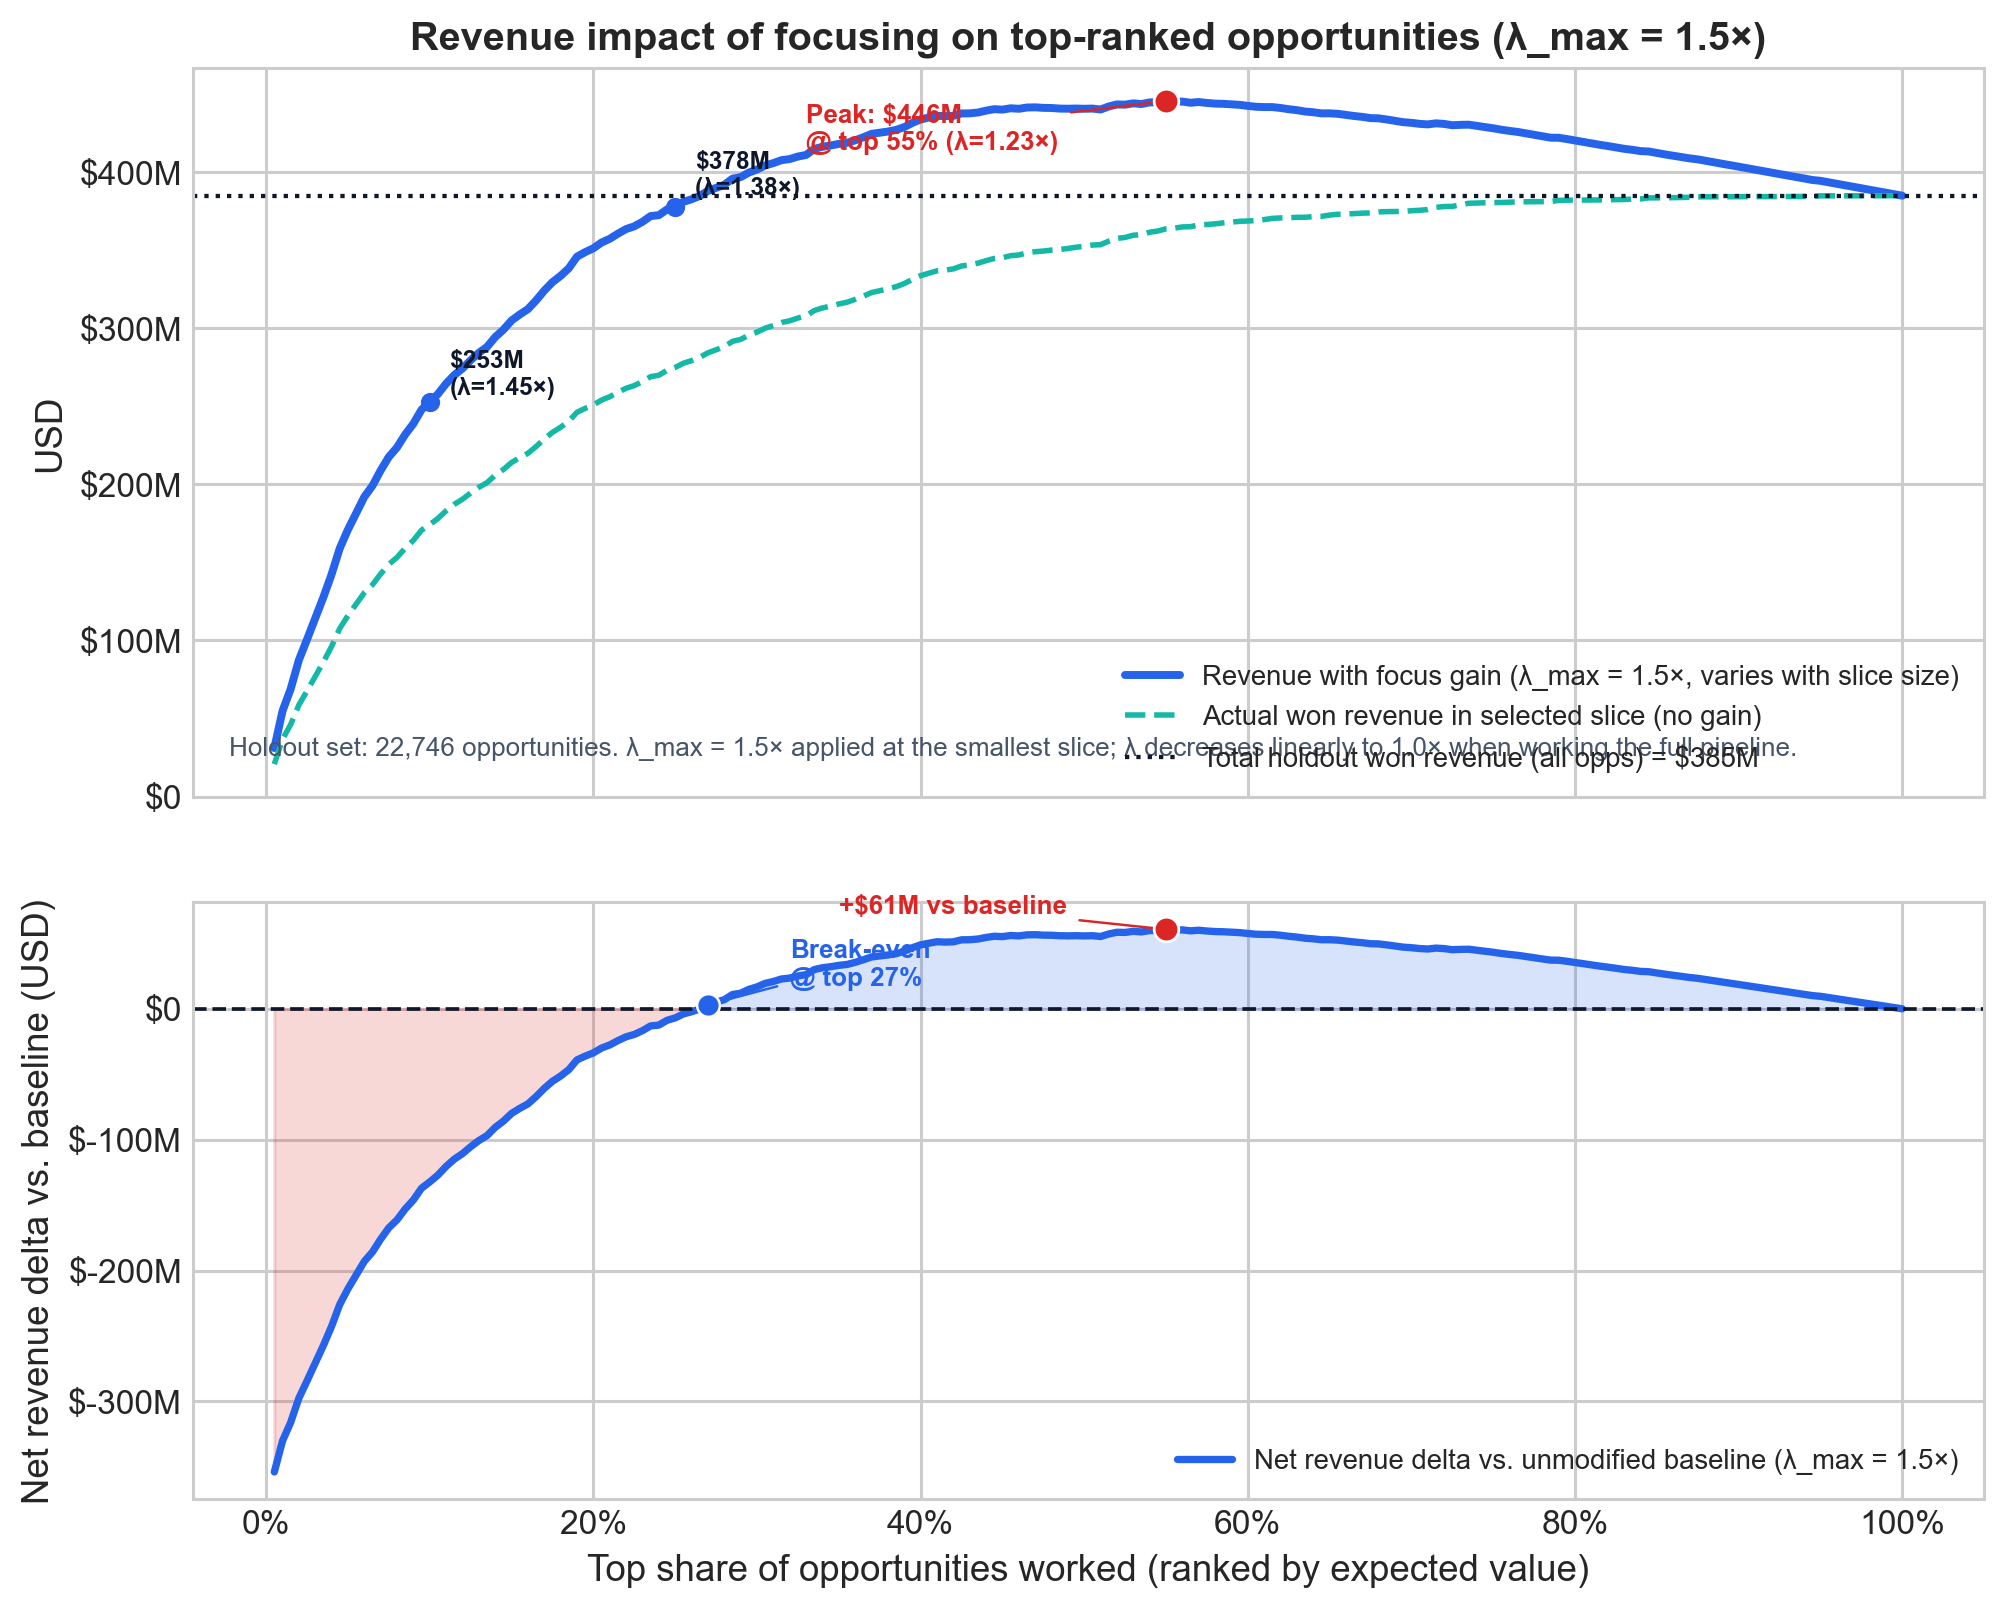 Revenue impact of focusing on top-ranked opportunities (λ_max = 1.5×)
USD
$400M
$300M
$200M
$100M
$0
Peak: $446M
@ top 55% (λ=1.23×)
$378M
(λ=1.38×)
$253M
(λ=1.45×)
Revenue with focus gain (λ_max = 1.5×, varies with slice size)
Actual won revenue in selected slice (no gain)
Total holdout won revenue (all opps) = $385M
Holdout set: 22,746 opportunities. λ_max = 1.5× applied at the smallest slice; λ decreases linearly to 1.0× when working the full pipeline.
Net revenue delta vs. baseline (USD)
$0
$-100M
$-200M
$-300M
+$61M vs baseline
Break-even
@ top 27%
Net revenue delta vs. unmodified baseline (λ_max = 1.5×)
0%
20%
40%
60%
80%
100%
Top share of opportunities worked (ranked by expected value)